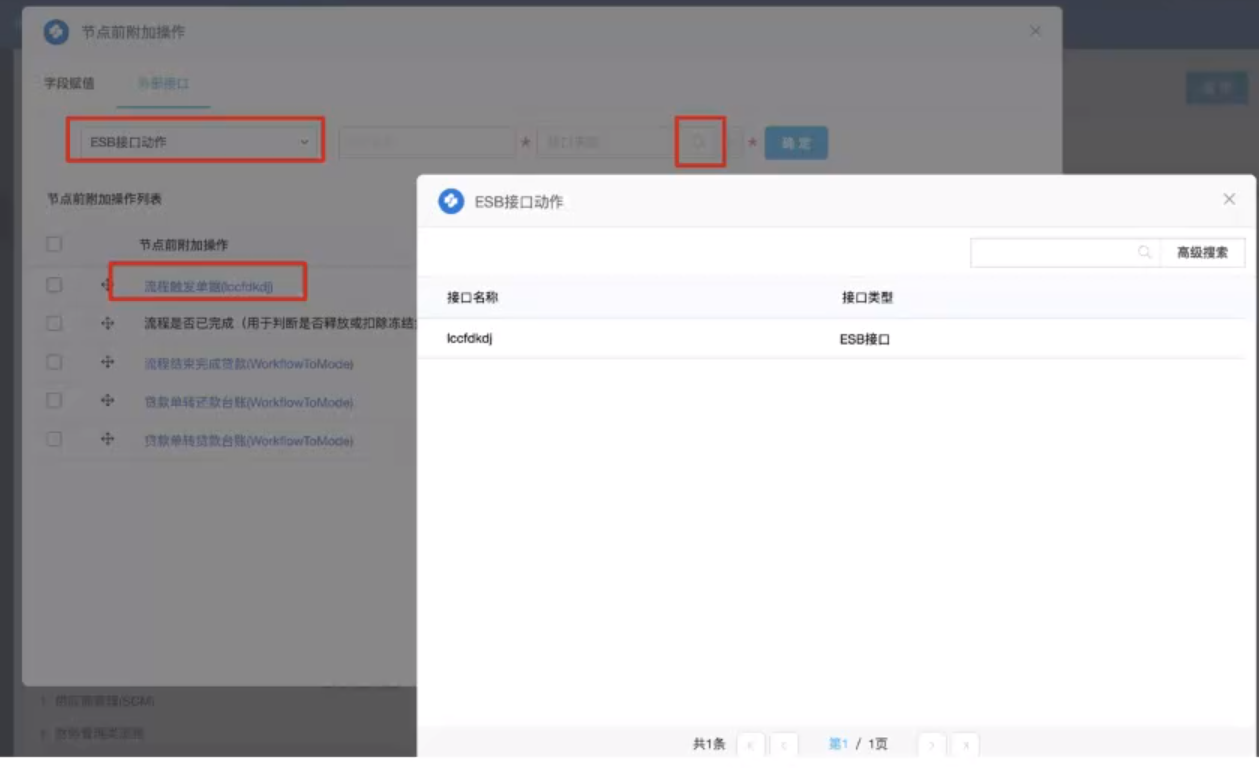 节点前附加操作
字段赋值 外部接口
ESB接口动作 * 接口来源 * 确定
节点前附加操作列表
节点前附加操作
流程触发单据(lccfdkdj)
流程是否已完成（用于判断是否释放或扣除冻结
流程结束完成贷款(WorkflowToMode)
贷款单转还款台账(WorkflowToMode)
贷款单转贷款台账(WorkflowToMode)
ESB接口动作
高级搜索
接口名称 接口类型
lccfdkdj ESB接口
共1条 第1 / 1页